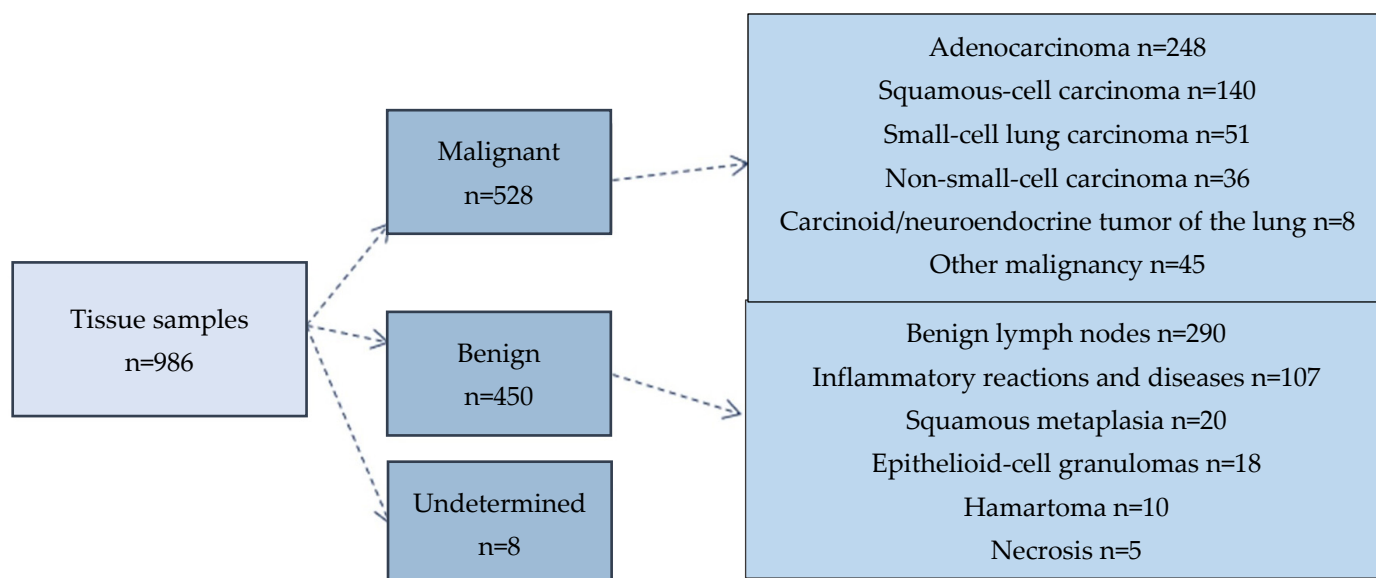 Tissue samples
n=986
Malignant
n=528
Benign
n=450
Undetermined
n=8
Adenocarcinoma n=248
Squamous-cell carcinoma n=140
Small-cell lung carcinoma n=51
Non-small-cell carcinoma n=36
Carcinoid/neuroendocrine tumor of the lung n=8
Other malignancy n=45
Benign lymph nodes n=290
Inflammatory reactions and diseases n=107
Squamous metaplasia n=20
Epithelioid-cell granulomas n=18
Hamartoma n=10
Necrosis n=5